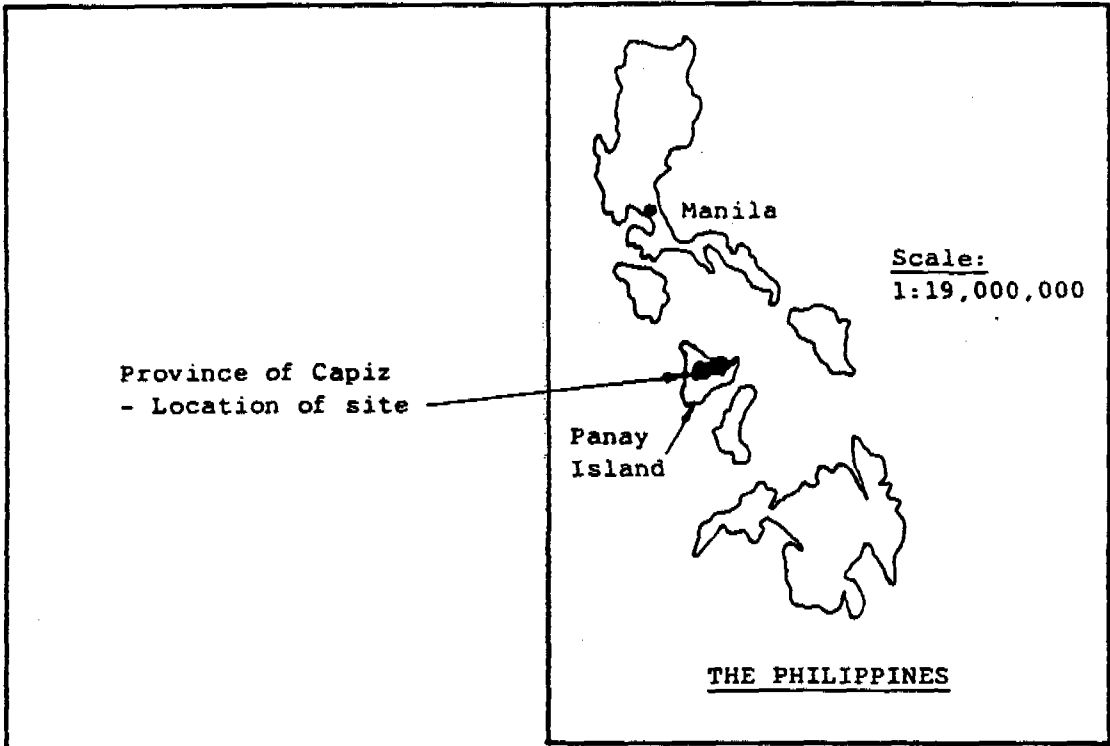 Manila
Scale:
1:19,000,000
Province of Capiz
- Location of site
Panay
Island
THE PHILIPPINES